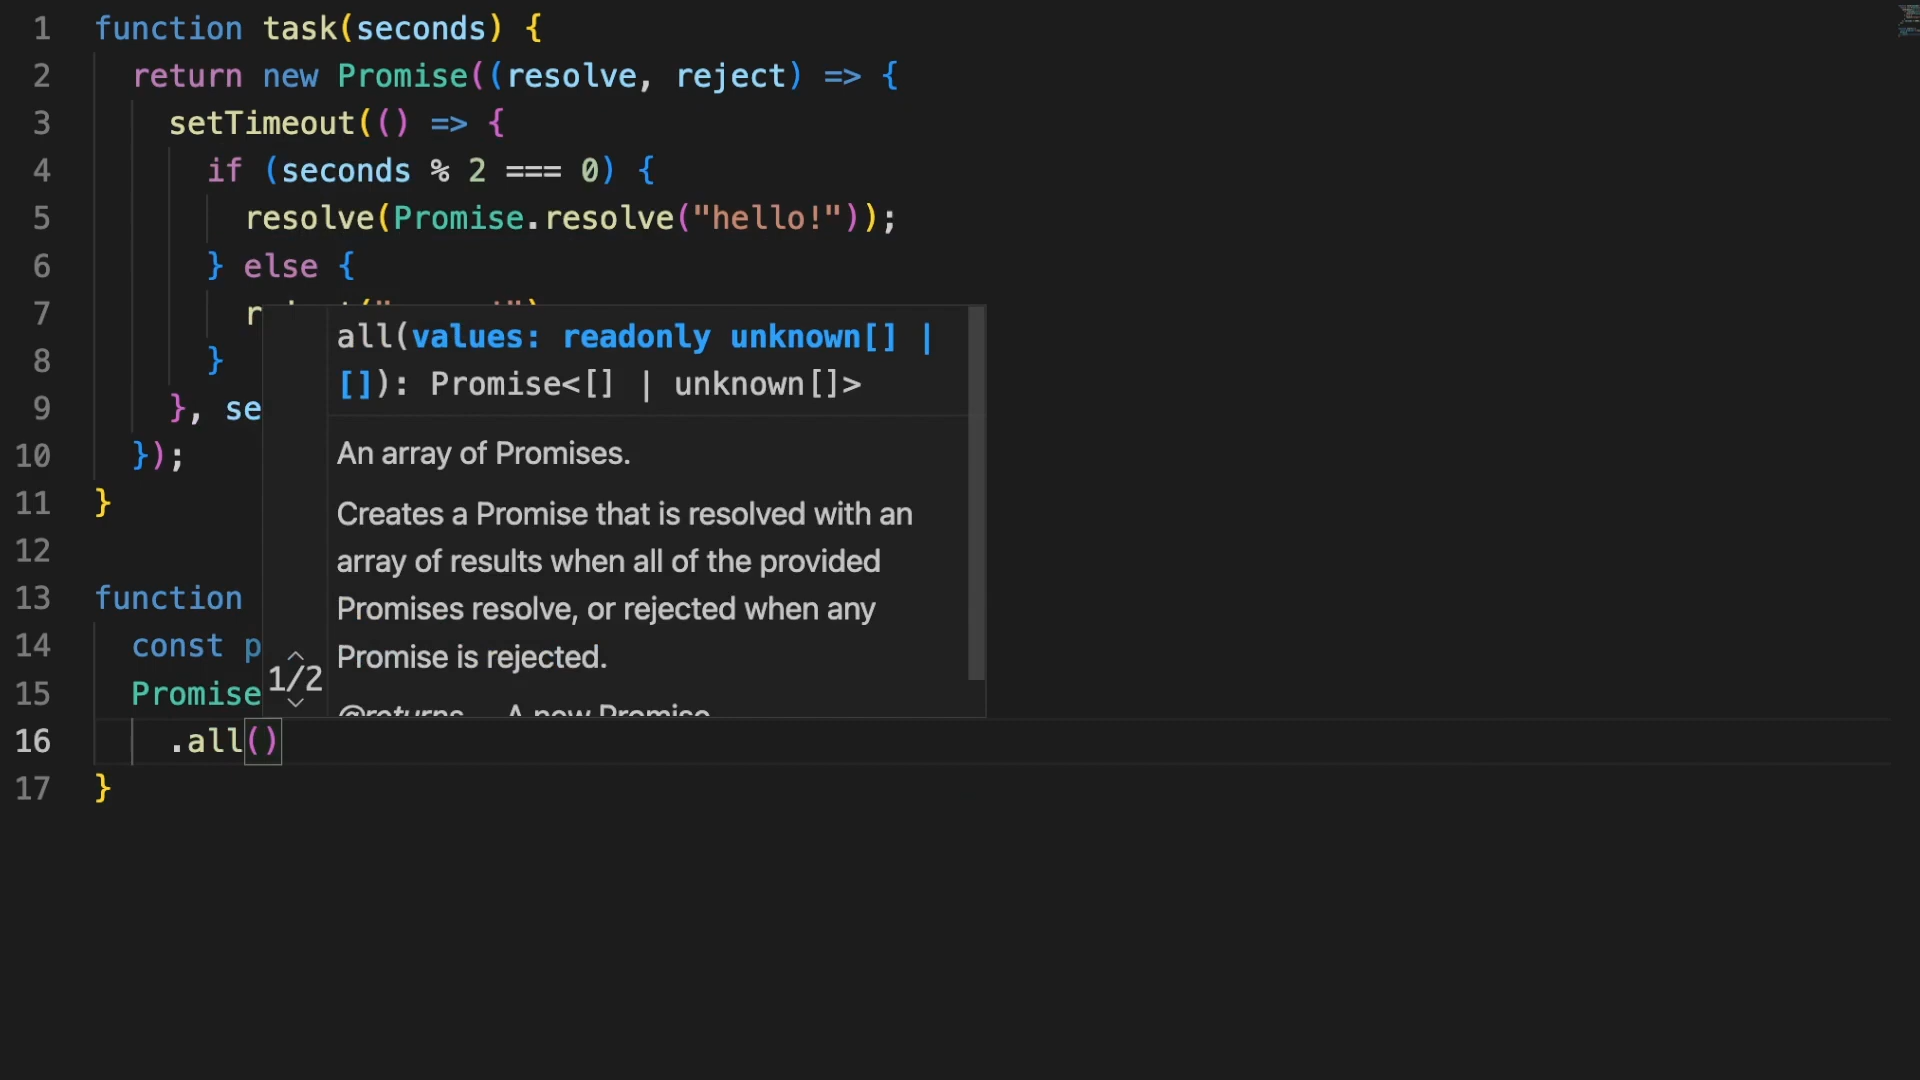 1 function task(seconds) {
2 return new Promise((resolve, reject) => {
3 setTimeout(() => {
4 if (seconds % 2 === 0) {
5 resolve(Promise.resolve("hello!"));
6 } else {
7
8 }
9 }, se
10 });
11 }
12
13 function
14 const p
15 Promise
16 .all()
17 }
all(values: readonly unknown[] |
[]): Promise<[] | unknown[]>
An array of Promises.
Creates a Promise that is resolved with an
array of results when all of the provided
Promises resolve, or rejected when any
Promise is rejected.
@returns — A new Promise.
1/2